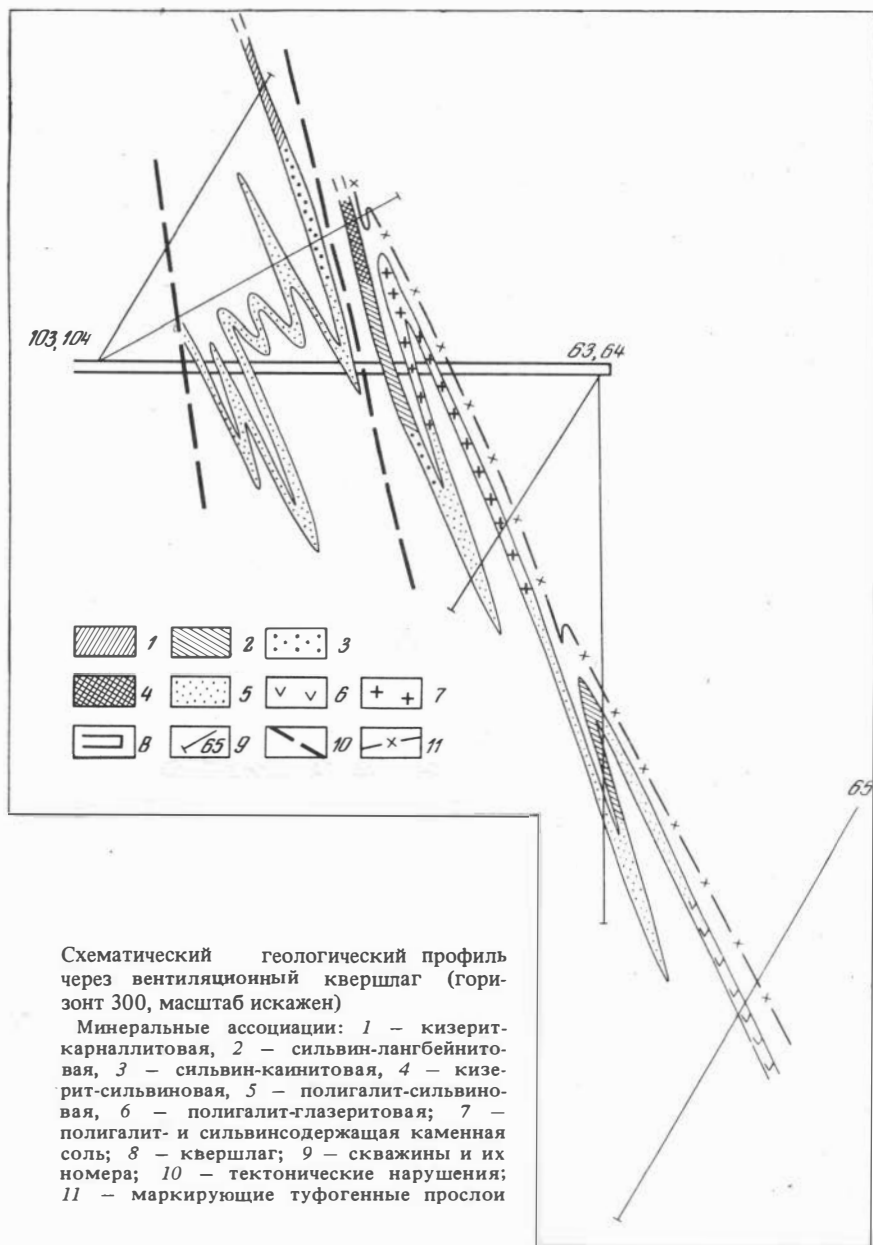 103, 104
63, 64
1 2 3
4 5 6 7
8 65 9 10 11
65
Схематический геологический профиль
через вентиляционный квершлаг (гори-
зонт 300, масштаб искажен)
Минеральные ассоциации: 1 — кизерит-
карналлитовая, 2 — сильвин-лангбейнито-
вая, 3 — сильвин-каинитовая, 4 — кизе-
рит-сильвиновая, 5 — полигалит-сильвино-
вая, 6 — полигалит-глазеритовая; 7 —
полигалит- и сильвинсодержащая каменная
соль; 8 — квершлаг; 9 — скважины и их
номера; 10 — тектонические нарушения;
11 — маркирующие туфогенные прослои